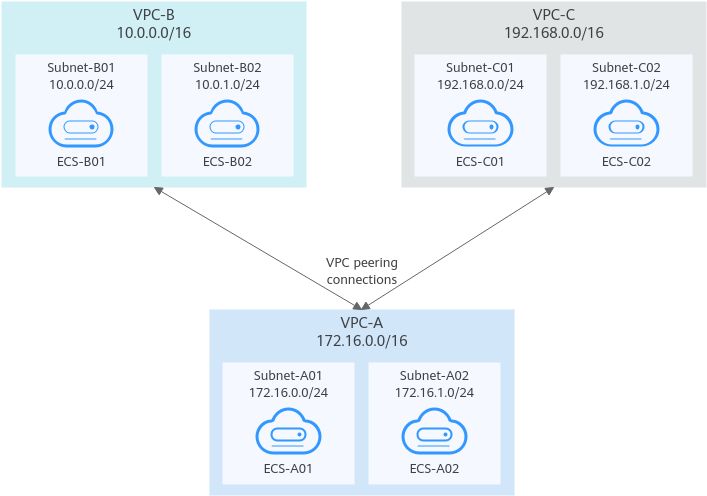 VPC-B
10.0.0.0/16
Subnet-B01
10.0.0.0/24
ECS-B01
Subnet-B02
10.0.1.0/24
ECS-B02
VPC-C
192.168.0.0/16
Subnet-C01
192.168.0.0/24
ECS-C01
Subnet-C02
192.168.1.0/24
ECS-C02
VPC peering
connections
VPC-A
172.16.0.0/16
Subnet-A01
172.16.0.0/24
ECS-A01
Subnet-A02
172.16.1.0/24
ECS-A02